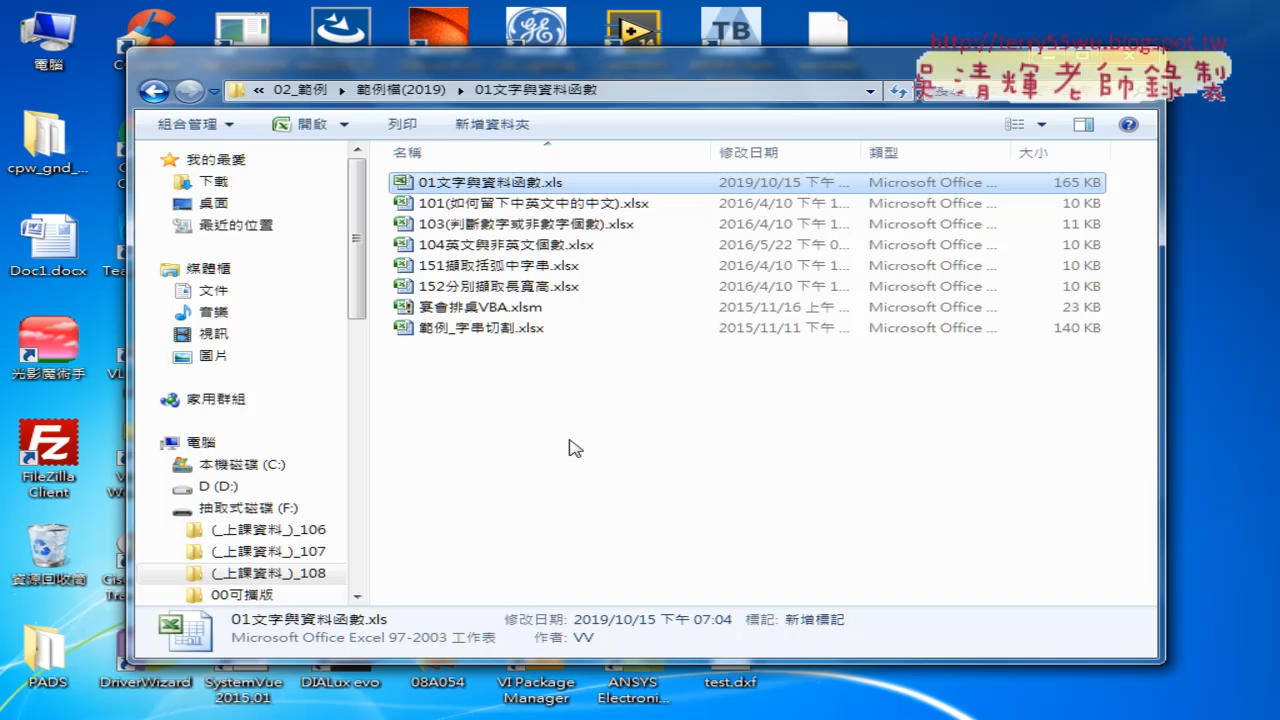 http://terry55wu.blogspot.tw
吳清輝老師錄製
電腦
TB
« 02_範例 ▸ 範例檔(2019) ▸ 01文字與資料函數
組合管理 開啟 列印 新增資料夾
名稱 修改日期 類型 大小
我的最愛
下載
桌面
最近的位置
媒體櫃
文件
音樂
視訊
圖片
家用群組
電腦
本機磁碟 (C:)
D (D:)
抽取式磁碟 (F:)
(_上課資料_)_106
(_上課資料_)_107
(_上課資料_)_108
00可攜版
01文字與資料函數.xls 2019/10/15 下午 ... Microsoft Office ... 165 KB
101(如何留下中英文中的中文).xlsx 2016/4/10 下午 1... Microsoft Office ... 10 KB
103(判斷數字或非數字個數).xlsx 2016/4/10 下午 1... Microsoft Office ... 11 KB
104英文與非英文個數.xlsx 2016/5/22 下午 0... Microsoft Office ... 10 KB
151擷取括弧中字串.xlsx 2016/4/10 下午 1... Microsoft Office ... 10 KB
152分別擷取長寬高.xlsx 2016/4/10 下午 1... Microsoft Office ... 10 KB
宴會排桌VBA.xlsm 2015/11/16 上午 ... Microsoft Office ... 23 KB
範例_字串切割.xlsx 2015/11/11 下午 ... Microsoft Office ... 140 KB
01文字與資料函數.xls 修改日期: 2019/10/15 下午 07:04 標記: 新增標記
Microsoft Office Excel 97-2003 工作表 作者: VV
cpw_gnd_...
Doc1.docx
光影魔術手
FileZilla
Client
資源回收筒
PADS
DriverWizard
SystemVue
2015.01
DIALux evo
08A054
VI Package
Manager
ANSYS
Electroni...
test.dxf